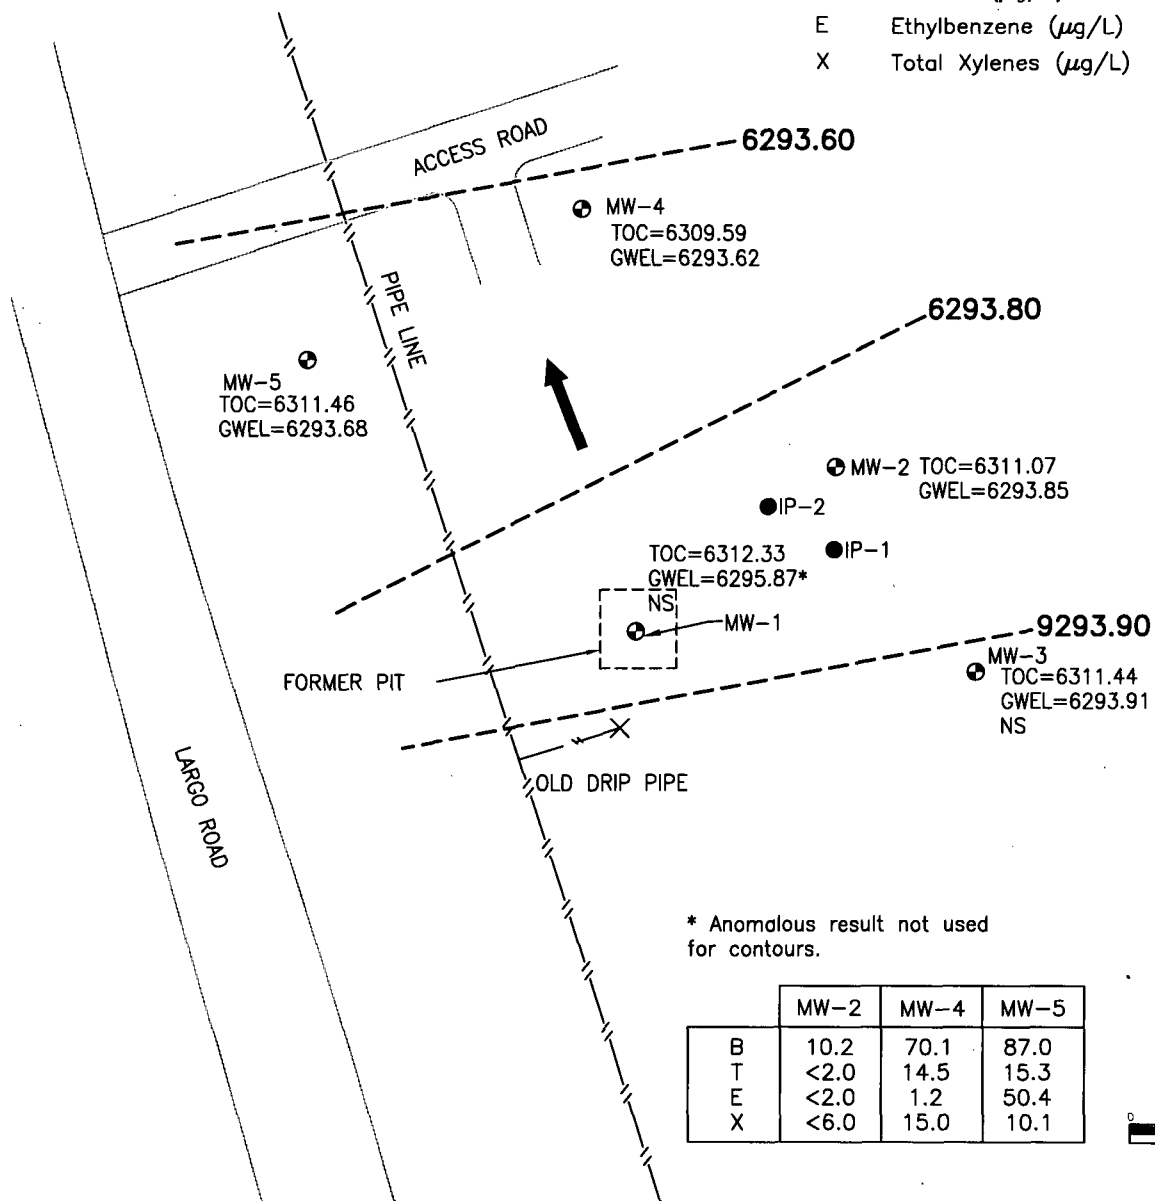 E Ethylbenzene (µg/L)
X Total Xylenes (µg/L)
ACCESS ROAD
6293.60
MW-4
TOC=6309.59
GWEL=6293.62
PIPE LINE
6293.80
MW-5
TOC=6311.46
GWEL=6293.68
MW-2 TOC=6311.07
GWEL=6293.85
IP-2
IP-1
TOC=6312.33
GWEL=6295.87*
NS
MW-1
9293.90
MW-3
TOC=6311.44
GWEL=6293.91
NS
FORMER PIT
OLD DRIP PIPE
LARGO ROAD
* Anomalous result not used
for contours.
MW-2 MW-4 MW-5
B 10.2 70.1 87.0
T <2.0 14.5 15.3
E <2.0 1.2 50.4
X <6.0 15.0 10.1
0